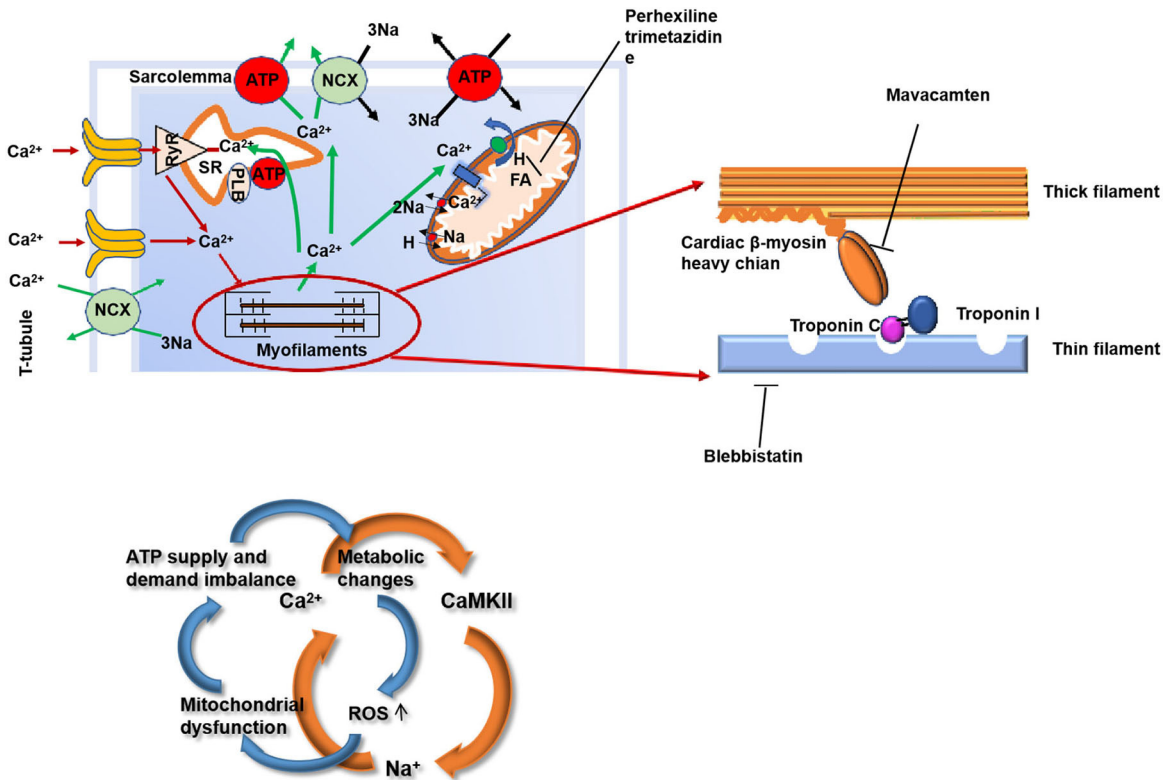 Perhexiline
trimetazidin
e
3Na
Sarcolemma
ATP
NCX
ATP
3Na
Mavacamten
Ca²⁺
Ca²⁺
RyR
Ca²⁺
SR
PLB
ATP
Ca²⁺
H
FA
Ca²⁺
2Na
Na
H
Thick filament
Ca²⁺
Ca²⁺
Ca²⁺
Cardiac β-myosin
heavy chian
Ca²⁺
NCX
3Na
T-tubule
Myofilaments
Troponin C
Troponin I
Thin filament
Blebbistatin
ATP supply and
demand imbalance
Metabolic
changes
Ca²⁺
CaMKII
Mitochondrial
dysfunction
ROS ↑
Na⁺